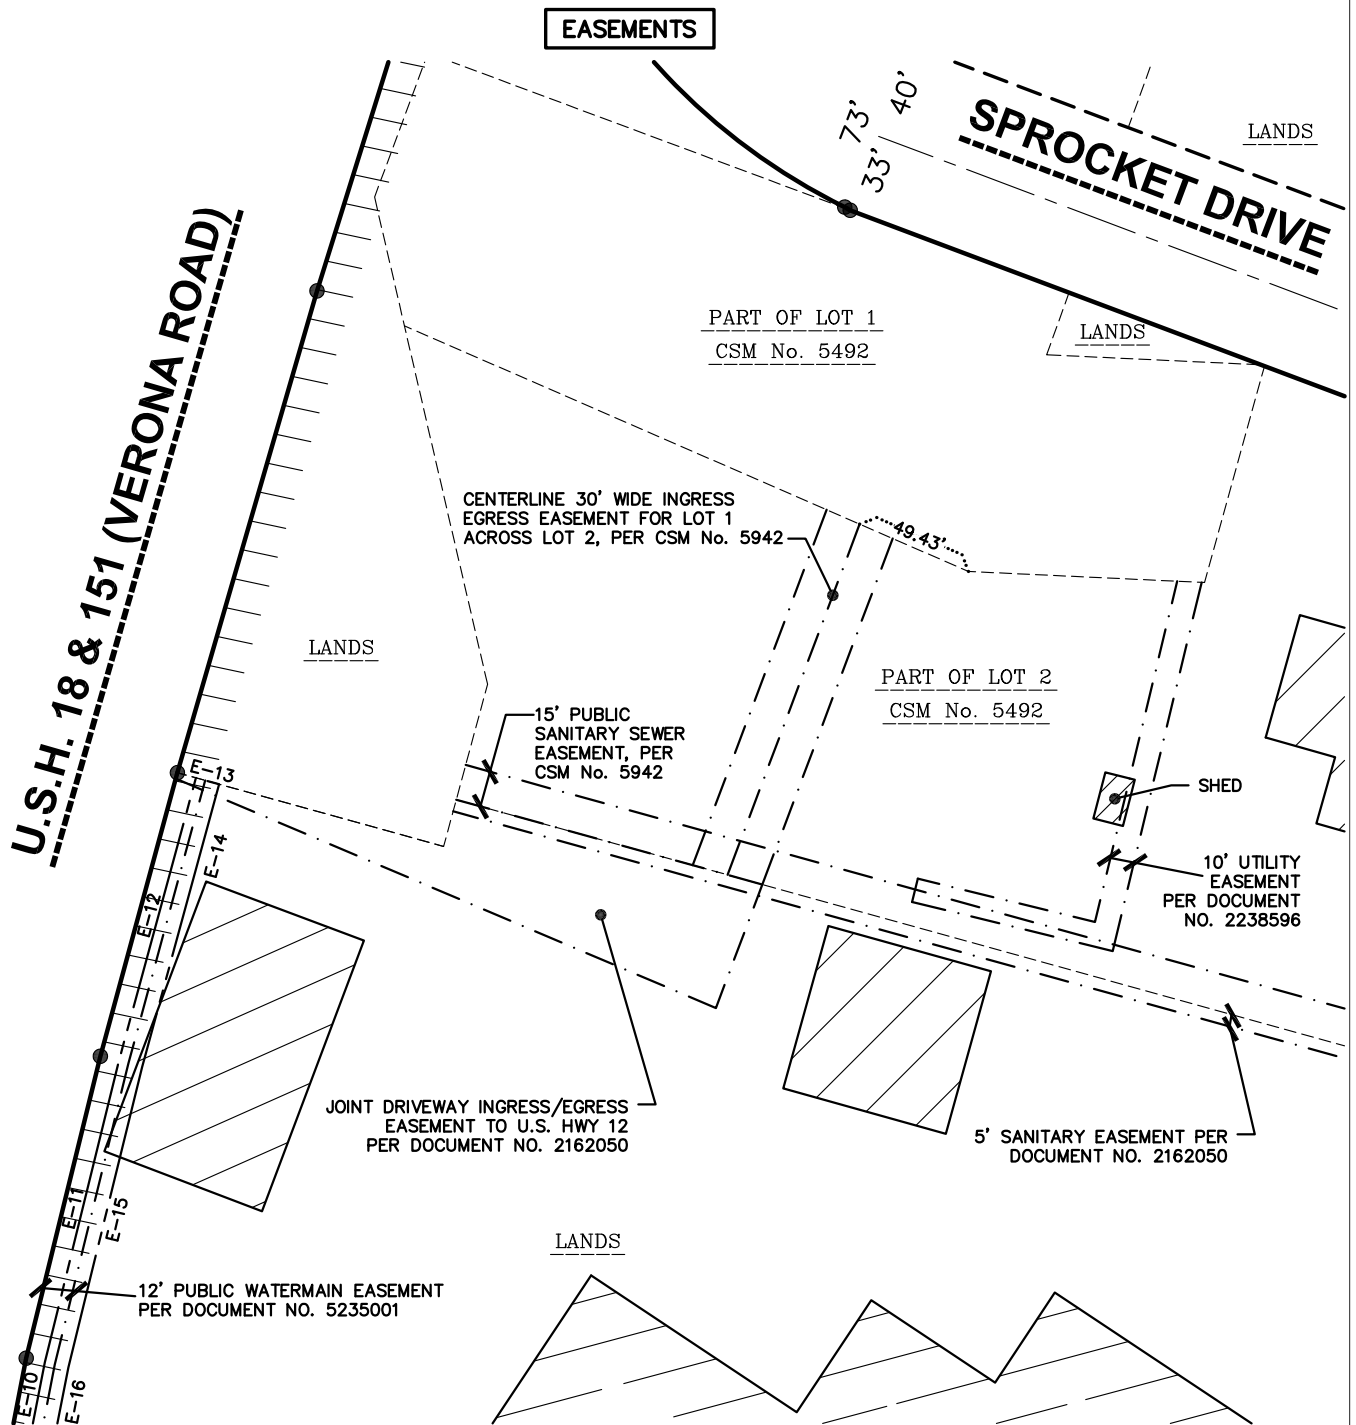 EASEMENTS
73' 40'
33'
SPROCKET DRIVE
LANDS
U.S.H. 18 & 151 (VERONA ROAD)
PART OF LOT 1
CSM No. 5492
LANDS
CENTERLINE 30' WIDE INGRESS
EGRESS EASEMENT FOR LOT 1
ACROSS LOT 2, PER CSM No. 5942
49.43'
LANDS
PART OF LOT 2
CSM No. 5492
15' PUBLIC
SANITARY SEWER
EASEMENT, PER
CSM No. 5942
E-13
SHED
E-14
10' UTILITY
EASEMENT
PER DOCUMENT
NO. 2238596
E-12
JOINT DRIVEWAY INGRESS/EGRESS
EASEMENT TO U.S. HWY 12
PER DOCUMENT NO. 2162050
5' SANITARY EASEMENT PER
DOCUMENT NO. 2162050
E-11
E-15
LANDS
12' PUBLIC WATERMAIN EASEMENT
PER DOCUMENT NO. 5235001
E-10
E-16